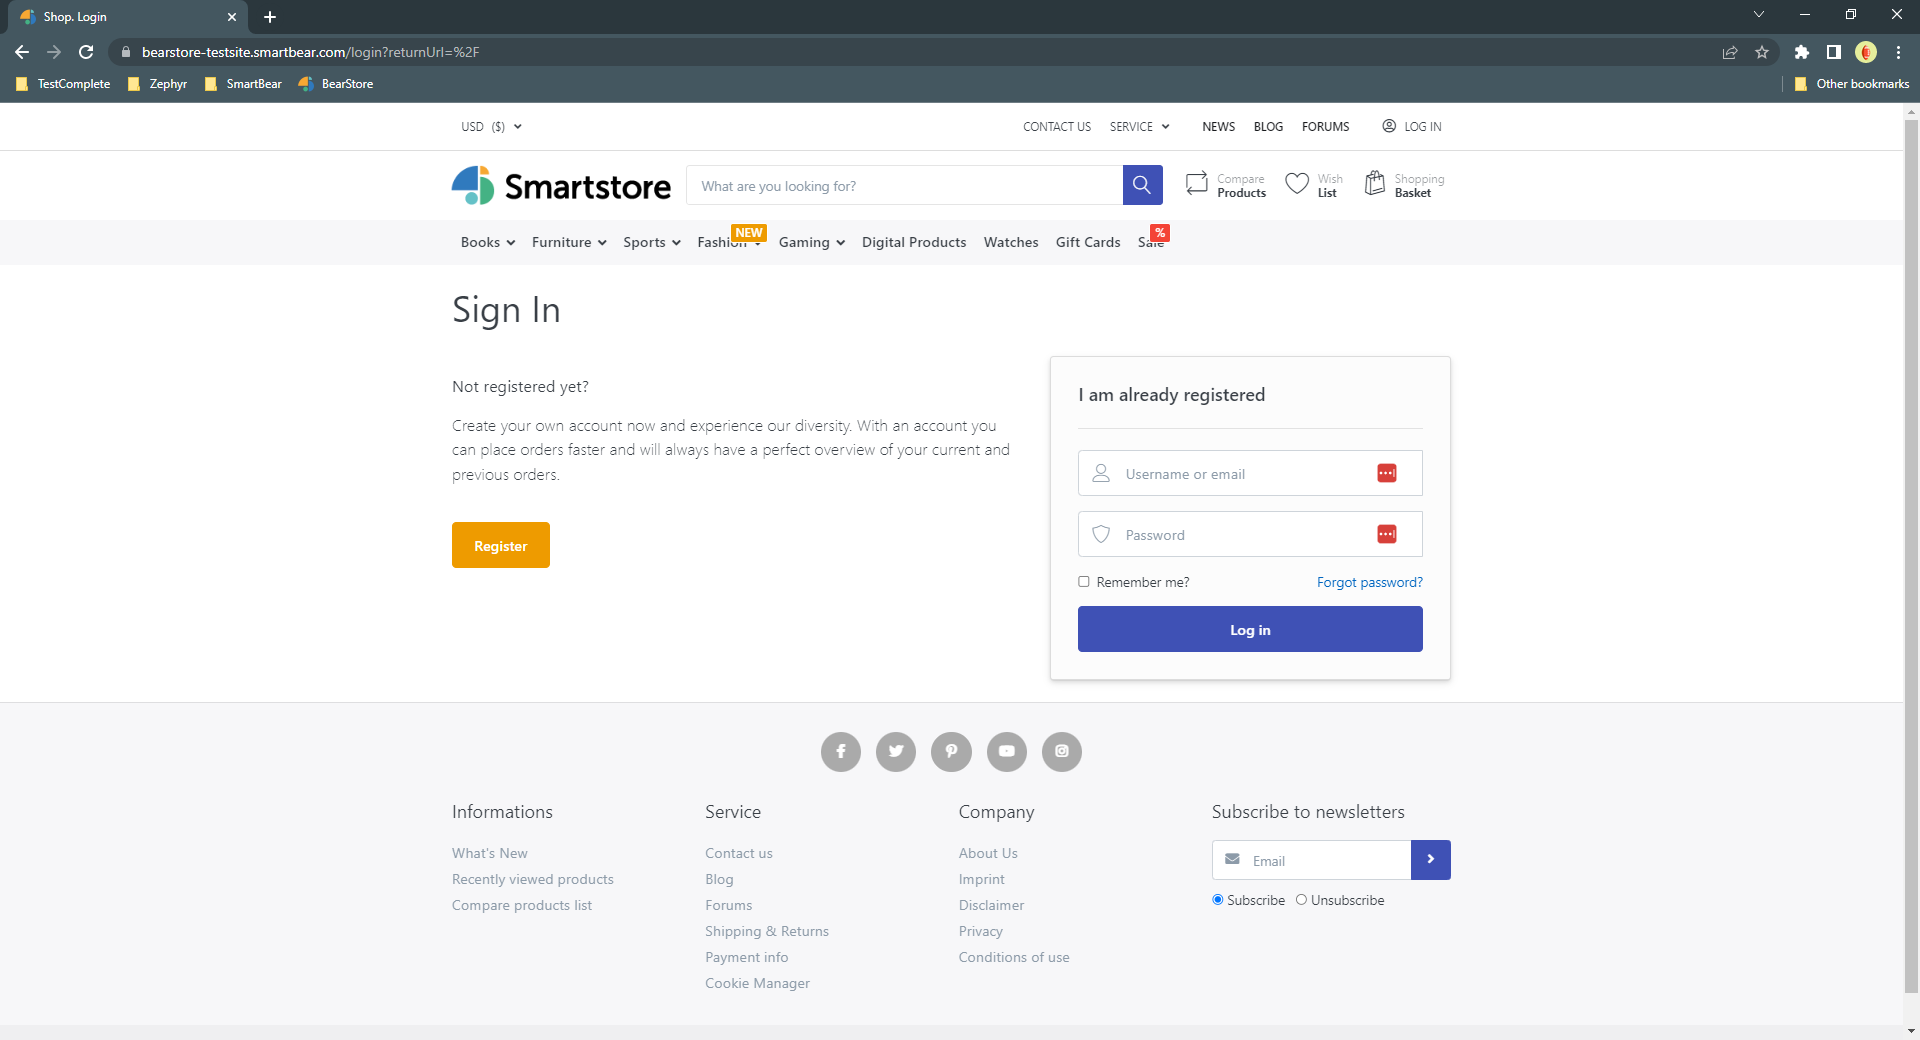 Shop. Login
bearstore-testsite.smartbear.com/login?returnUrl=%2F
TestComplete Zephyr SmartBear BearStore Other bookmarks
USD ($) CONTACT US SERVICE NEWS BLOG FORUMS LOG IN
Smartstore What are you looking for? Compare Products Wish List Shopping Basket
NEW %
Books Furniture Sports Fashion Gaming Digital Products Watches Gift Cards Sale
Sign In
Not registered yet?
Create your own account now and experience our diversity. With an account you
can place orders faster and will always have a perfect overview of your current and
previous orders.
Register
I am already registered
Username or email
Password
Remember me? Forgot password?
Log in
Informations
What's New
Recently viewed products
Compare products list
Service
Contact us
Blog
Forums
Shipping & Returns
Payment info
Cookie Manager
Company
About Us
Imprint
Disclaimer
Privacy
Conditions of use
Subscribe to newsletters
Email
Subscribe Unsubscribe